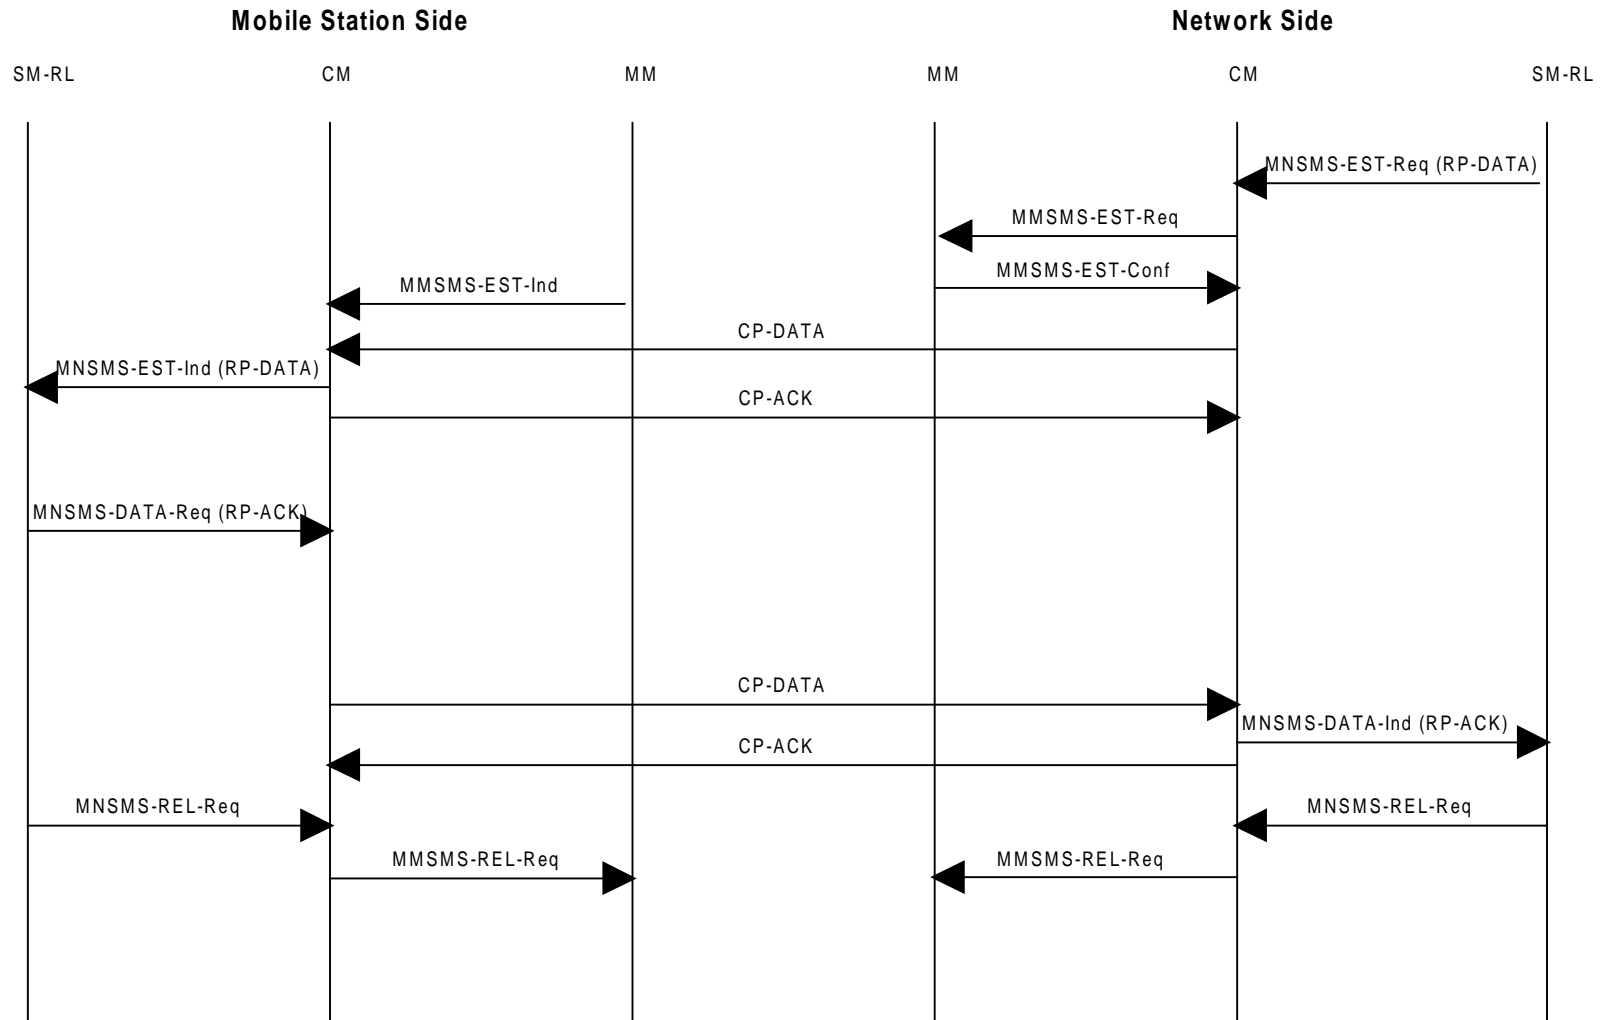 Mobile Station Side
Network Side
SM-RL
CM
MM
MM
CM
SM-RL
MNSMS-EST-Req (RP-DATA)
MMSMS-EST-Req
MMSMS-EST-Conf
MMSMS-EST-Ind
CP-DATA
MNSMS-EST-Ind (RP-DATA)
CP-ACK
MNSMS-DATA-Req (RP-ACK)
CP-DATA
MNSMS-DATA-Ind (RP-ACK)
CP-ACK
MNSMS-REL-Req
MNSMS-REL-Req
MMSMS-REL-Req
MMSMS-REL-Req